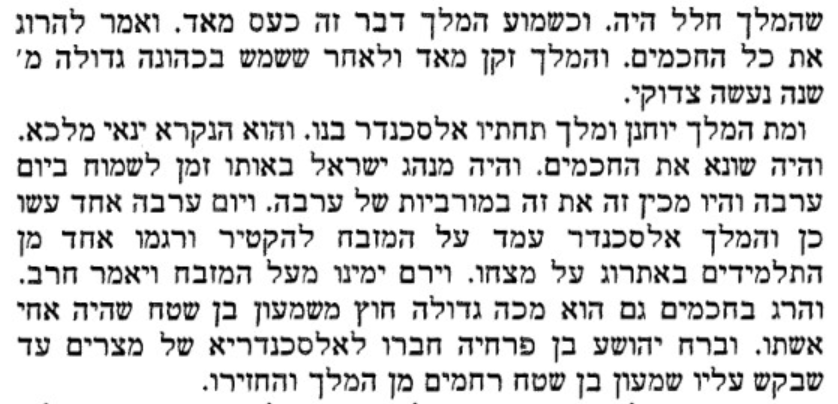 שהמלך חלל היה. וכשמוע המלך דבר זה כעס מאד. ואמר להרוג
את כל החכמים. והמלך זקן מאד ולאחר ששמש בכהונה גדולה מ׳
שנה נעשה צדוקי.
ומת המלך יוחנן ומלך תחתיו אלסכנדר בנו. והוא הנקרא ינאי מלכא.
והיה שונא את החכמים. והיה מנהג ישראל באותו זמן לשמוח ביום
ערבה והיו מכין זה את זה במורביות של ערבה. ויום ערבה אחד עשו
כן והמלך אלסכנדר עמד על המזבח להקטיר ורגמו אחד מן
התלמידים באתרוג על מצחו. וירם ימינו מעל המזבח ויאמר חרב.
והרג בחכמים גם הוא מכה גדולה חוץ משמעון בן שטח שהיה אחי
אשתו. וברח יהושע בן פרחיה חברו לאלסכנדריא של מצרים עד
שבקש עליו שמעון בן שטח רחמים מן המלך והחזירו.